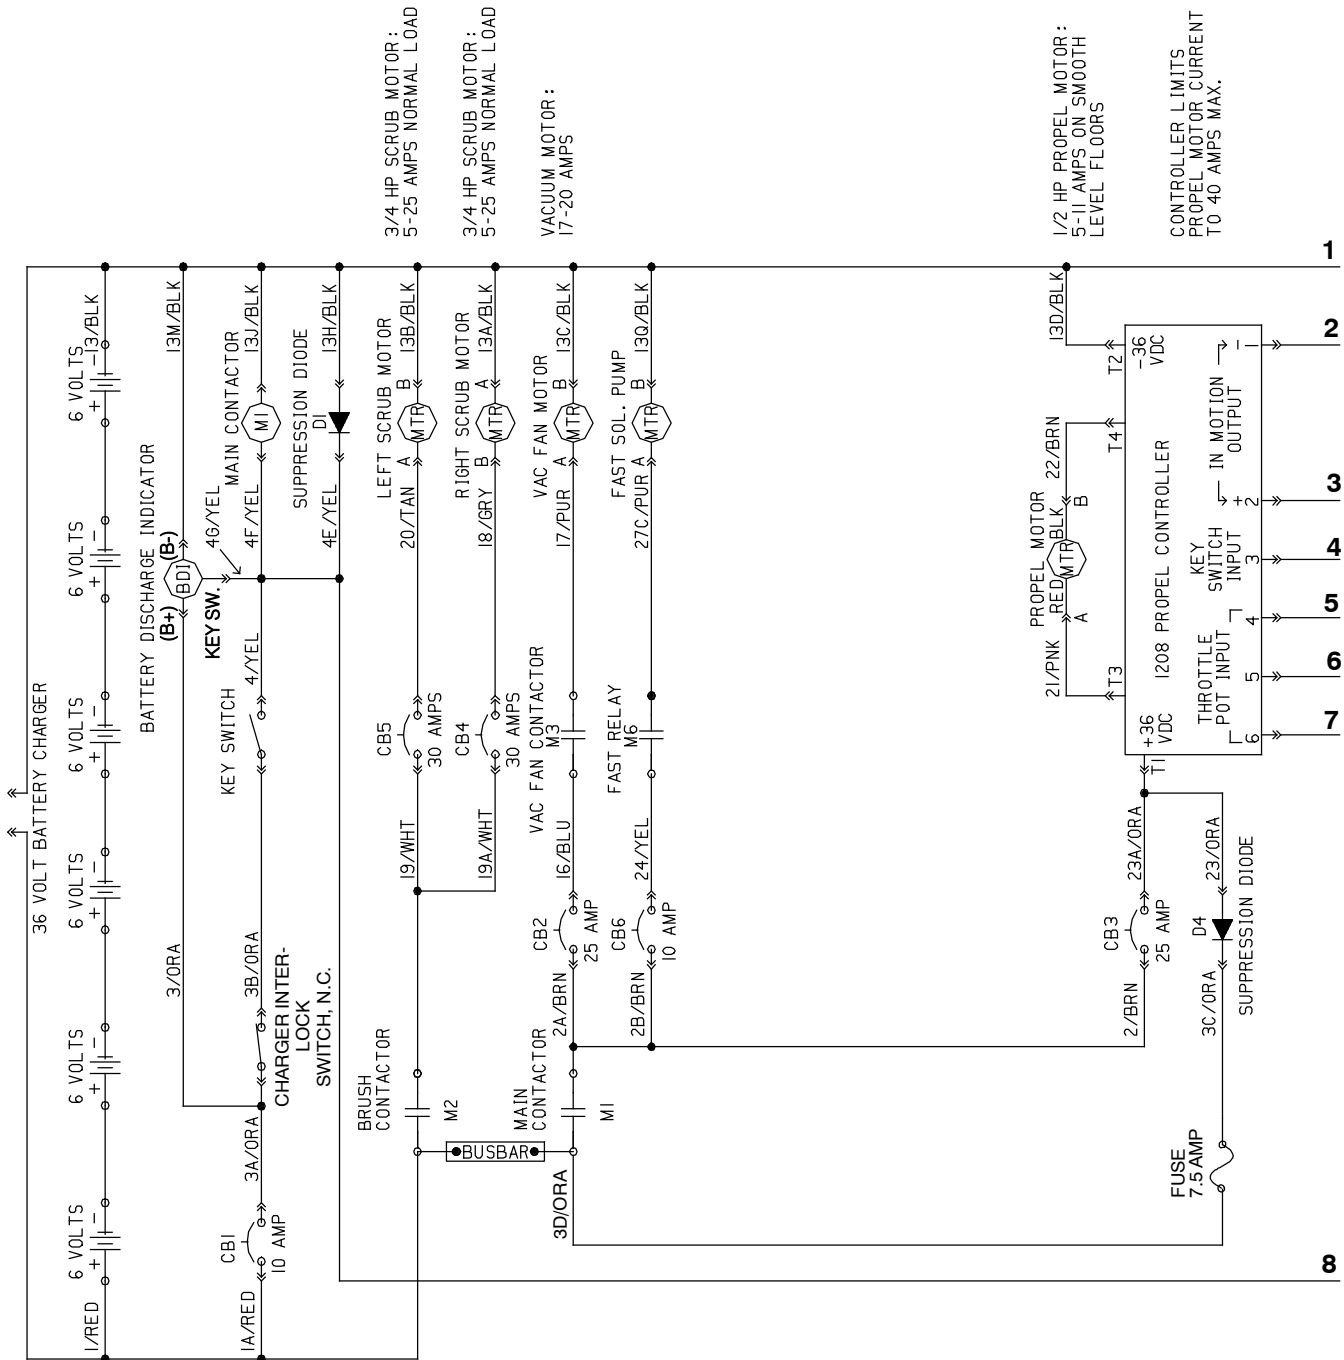 36 VOLT BATTERY CHARGER
1/RED
6 VOLTS
+
-
6 VOLTS
+
-
6 VOLTS
+
-
6 VOLTS
+
-
6 VOLTS
+
-
6 VOLTS
+
-
13/BLK
BATTERY DISCHARGE INDICATOR
3/ORA
(B+)
BDI
(B-)
13M/BLK
KEY SW.
4G/YEL
1A/RED
CB1
10 AMP
3A/ORA
CHARGER INTER-
LOCK
SWITCH, N.C.
3B/ORA
KEY SWITCH
4/YEL
4F/YEL
MAIN CONTACTOR
M1
13J/BLK
SUPPRESSION DIODE
4E/YEL
D1
13H/BLK
8
BRUSH
CONTACTOR
M2
19/WHT
CB5
30 AMPS
20/TAN
LEFT SCRUB MOTOR
A
MTR
B
13B/BLK
3/4 HP SCRUB MOTOR:
5-25 AMPS NORMAL LOAD
19A/WHT
CB4
30 AMPS
18/GRY
RIGHT SCRUB MOTOR
B
MTR
A
13A/BLK
3/4 HP SCRUB MOTOR:
5-25 AMPS NORMAL LOAD
BUSBAR
MAIN
CONTACTOR
M1
3D/ORA
2A/BRN
CB2
25 AMP
16/BLU
VAC FAN CONTACTOR
M3
17/PUR
VAC FAN MOTOR
A
MTR
B
13C/BLK
VACUUM MOTOR:
17-20 AMPS
2B/BRN
CB6
10 AMP
24/YEL
FAST RELAY
M6
27C/PUR
FAST SOL. PUMP
A
MTR
B
13Q/BLK
2/BRN
CB3
25 AMP
23A/ORA
FUSE
7.5 AMP
3C/ORA
D4
SUPPRESSION DIODE
23/ORA
PROPEL MOTOR
21/PNK
A
RED
MTR
BLK
B
22/BRN
13D/BLK
1/2 HP PROPEL MOTOR:
5-11 AMPS ON SMOOTH
LEVEL FLOORS
CONTROLLER LIMITS
PROPEL MOTOR CURRENT
TO 40 AMPS MAX.
T1
T3
T4
T2
+36
VDC
-36
VDC
1208 PROPEL CONTROLLER
THROTTLE
POT INPUT
KEY
SWITCH
INPUT
IN MOTION
OUTPUT
+
-
6
5
4
3
2
1
1
2
3
4
5
6
7